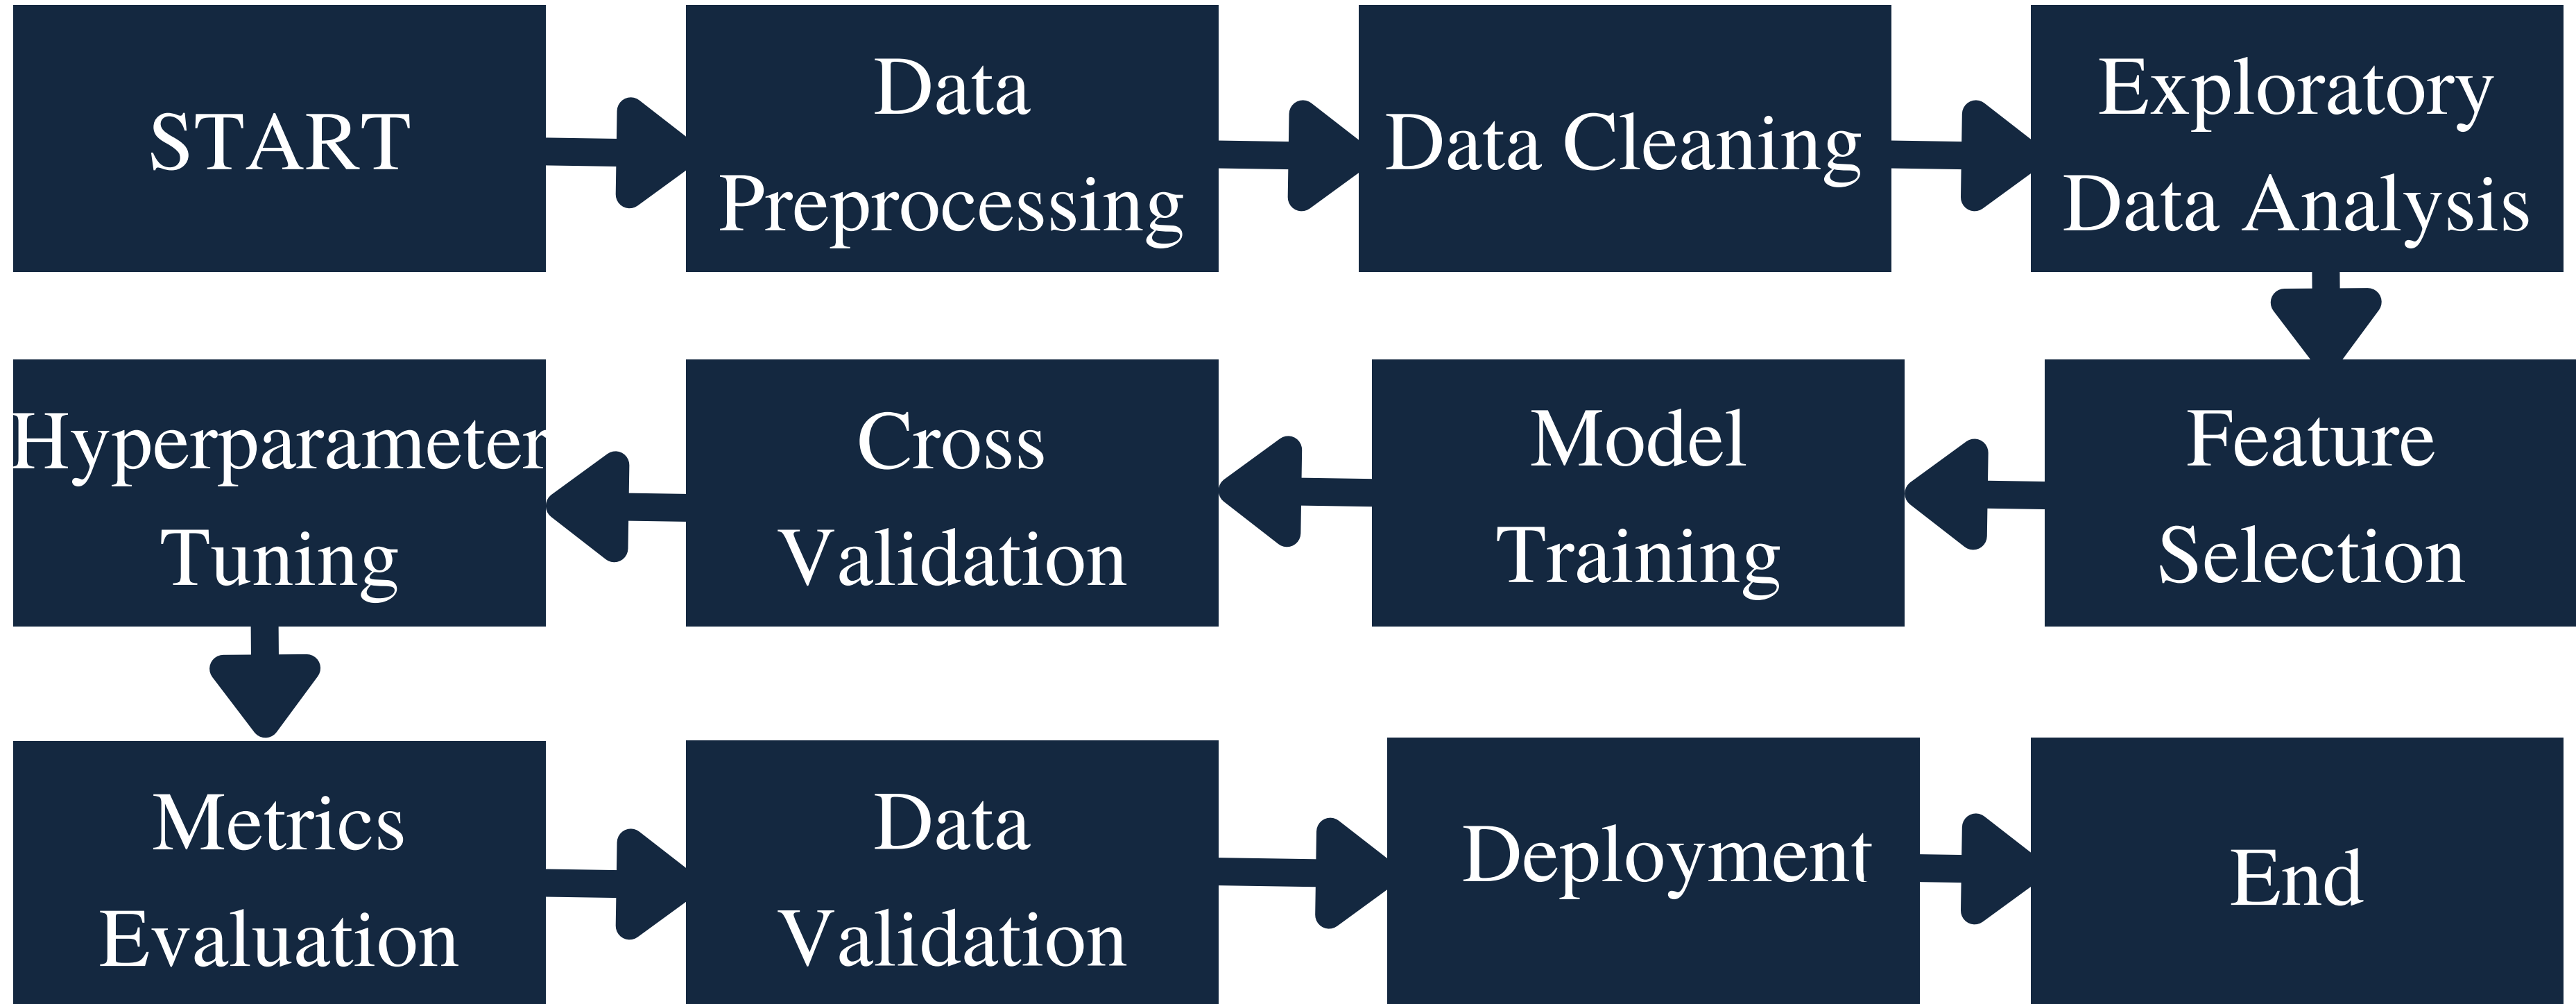 START
Data
Preprocessing
Data Cleaning
Exploratory
Data Analysis
Feature
Selection
Model
Training
Cross
Validation
Hyperparameter
Tuning
Metrics
Evaluation
Data
Validation
Deployment
End